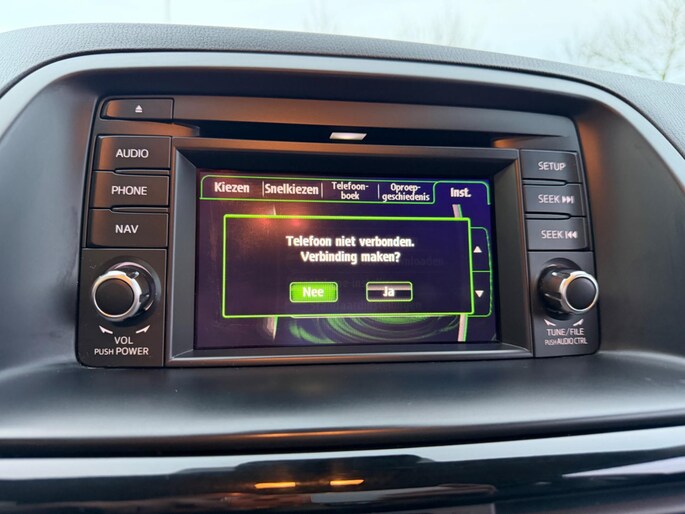 AUDIO
PHONE
NAV
VOL
PUSH POWER
Kiezen
Snelkiezen
Telefoon-
boek
Oproep-
geschiedenis
Inst.
Telefoon niet verbonden.
Verbinding maken?
Nee
Ja
SETUP
SEEK
SEEK
TUNE/FILE
PUSH AUDIO CTRL